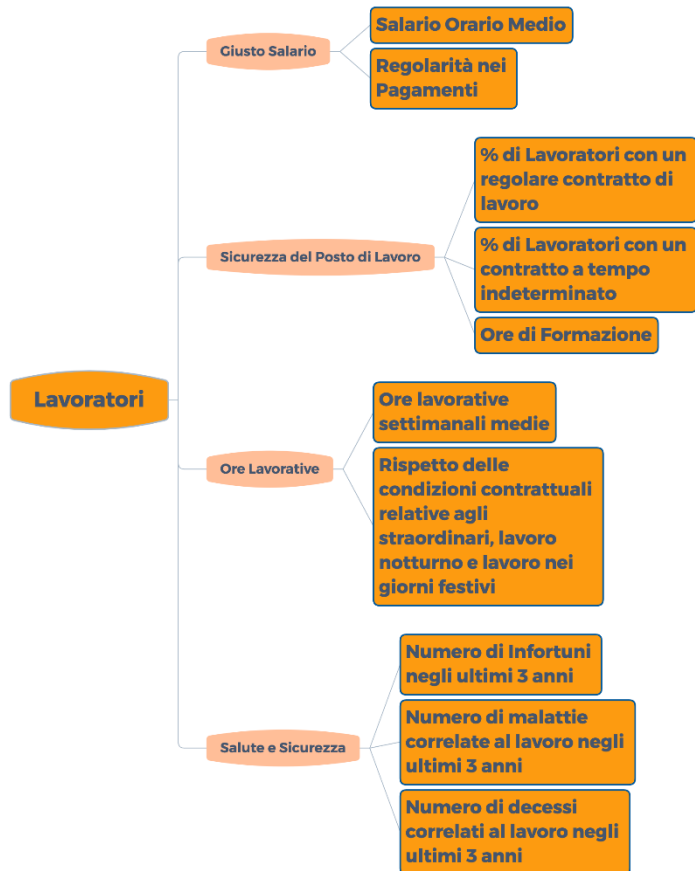 Lavoratori
Giusto Salario
Salario Orario Medio
Regolarità nei
Pagamenti
Sicurezza del Posto di Lavoro
% di Lavoratori con un
regolare contratto di
lavoro
% di Lavoratori con un
contratto a tempo
indeterminato
Ore di Formazione
Ore Lavorative
Ore lavorative
settimanali medie
Rispetto delle
condizioni contrattuali
relative agli
straordinari, lavoro
notturno e lavoro nei
giorni festivi
Salute e Sicurezza
Numero di Infortuni
negli ultimi 3 anni
Numero di malattie
correlate al lavoro negli
ultimi 3 anni
Numero di decessi
correlati al lavoro negli
ultimi 3 anni